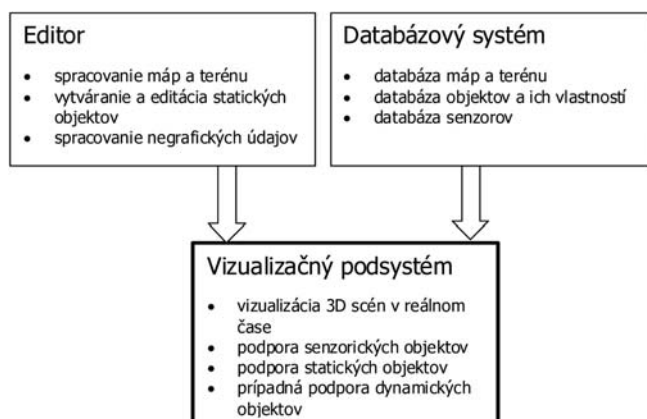 Editor
• spracovanie máp a terénu
• vytváranie a editácia statických
objektov
• spracovanie negrafických údajov
Databázový systém
• databáza máp a terénu
• databáza objektov a ich vlastností
• databáza senzorov
Vizualizačný podsystém
• vizualizácia 3D scén v reálnom
čase
• podpora senzorických objektov
• podpora statických objektov
• prípadná podpora dynamických
objektov